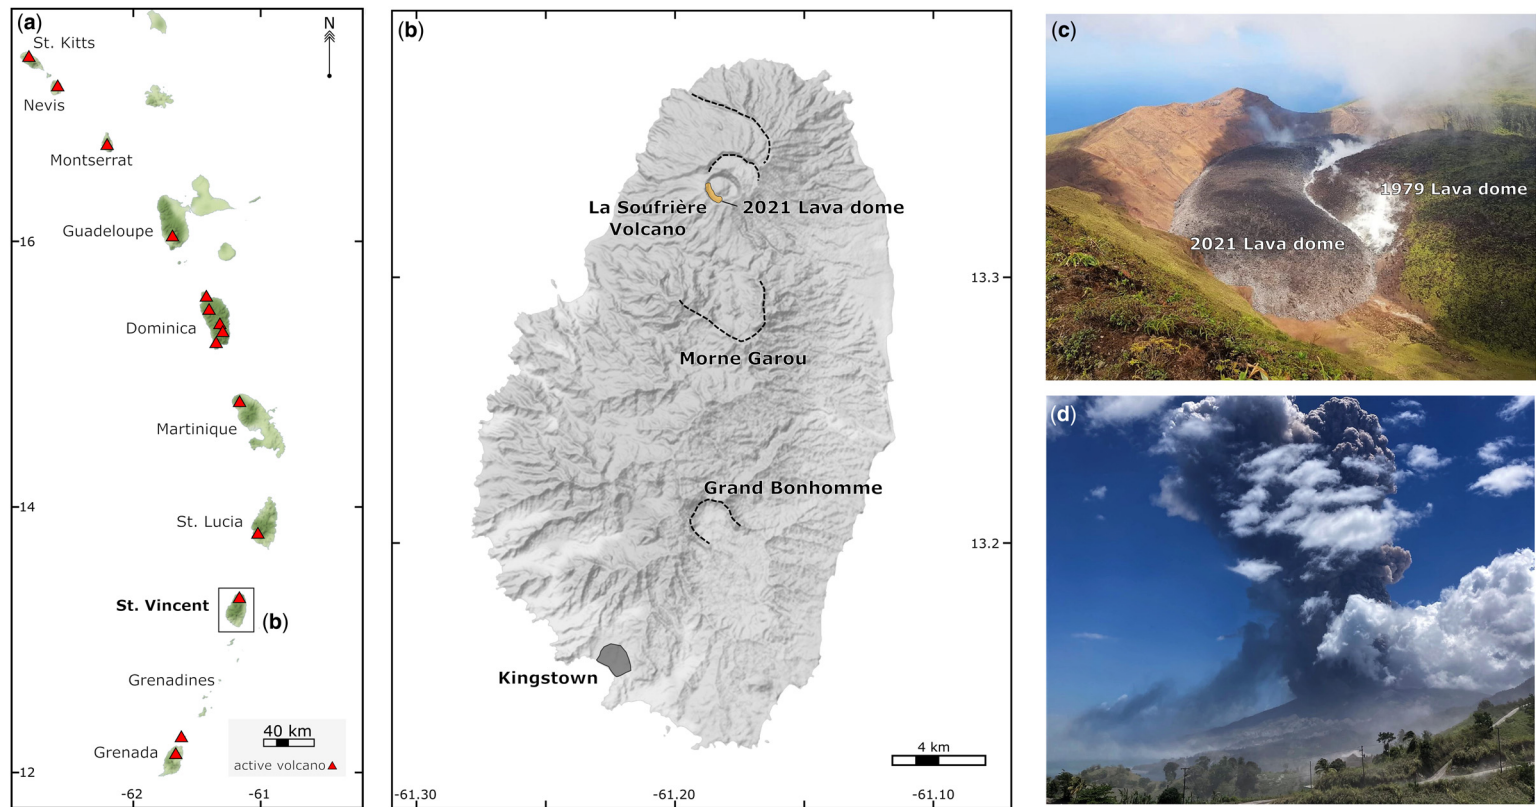 (a)
N
St. Kitts
Nevis
Montserrat
Guadeloupe
16
Dominica
Martinique
14
St. Lucia
St. Vincent
(b)
Grenadines
40 km
Grenada
active volcano
12
-62
-61
(b)
La Soufrière
Volcano
2021 Lava dome
13.3
Morne Garou
Grand Bonhomme
13.2
Kingstown
4 km
-61.30
-61.20
-61.10
(c)
1979 Lava dome
2021 Lava dome
(d)